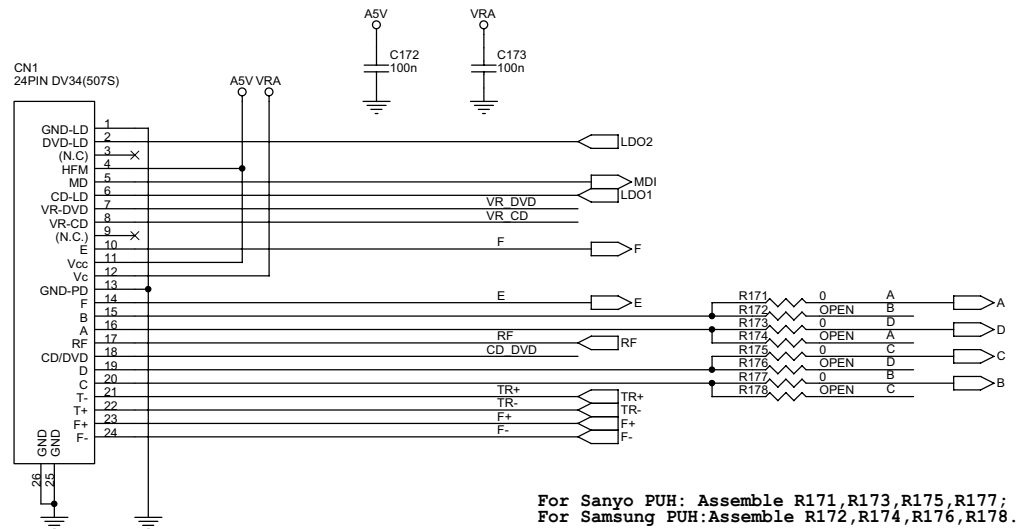 A5V VRA
C172
100n
C173
100n
CN1
24PIN DV34(507S)
A5V VRA
GND-LD 1
DVD-LD 2 LDO2
(N.C) 3
HFM 4
MD 5 MDI
CD-LD 6 LDO1
VR-DVD 7 VR_DVD
VR-CD 8 VR_CD
(N.C.) 9
E 10 F F
Vcc 11
Vc 12
GND-PD 13
F 14 E E
B 15
A 16
RF 17 RF RF
CD/DVD 18 CD_DVD
D 19
C 20
T- 21 TR+ TR+
T+ 22 TR- TR-
F+ 23 F+ F+
F- 24 F- F-
R171 0 A A
R172 OPEN B
R173 0 D D
R174 OPEN A
R175 0 C C
R176 OPEN D
R177 0 B B
R178 OPEN C
GND GND
26 25
For Sanyo PUH: Assemble R171,R173,R175,R177;
For Samsung PUH:Assemble R172,R174,R176,R178.